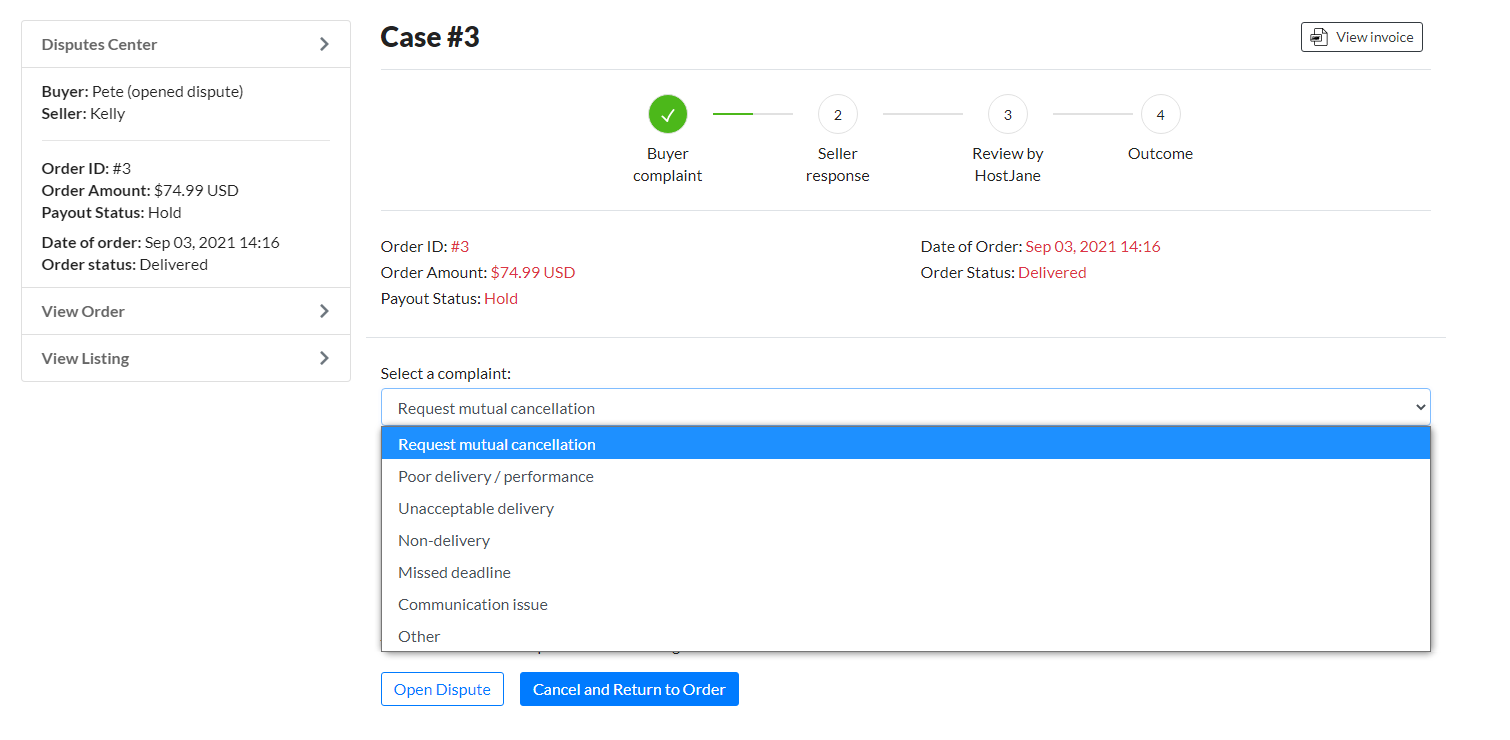 Disputes Center
Buyer: Pete (opened dispute)
Seller: Kelly
Order ID: #3
Order Amount: $74.99 USD
Payout Status: Hold
Date of order: Sep 03, 2021 14:16
Order status: Delivered
View Order
View Listing
Case #3
View invoice
2
3
4
Buyer
complaint
Seller
response
Review by
HostJane
Outcome
Order ID: #3
Order Amount: $74.99 USD
Payout Status: Hold
Date of Order: Sep 03, 2021 14:16
Order Status: Delivered
Select a complaint:
Request mutual cancellation
Request mutual cancellation
Poor delivery / performance
Unacceptable delivery
Non-delivery
Missed deadline
Communication issue
Other
Open Dispute
Cancel and Return to Order